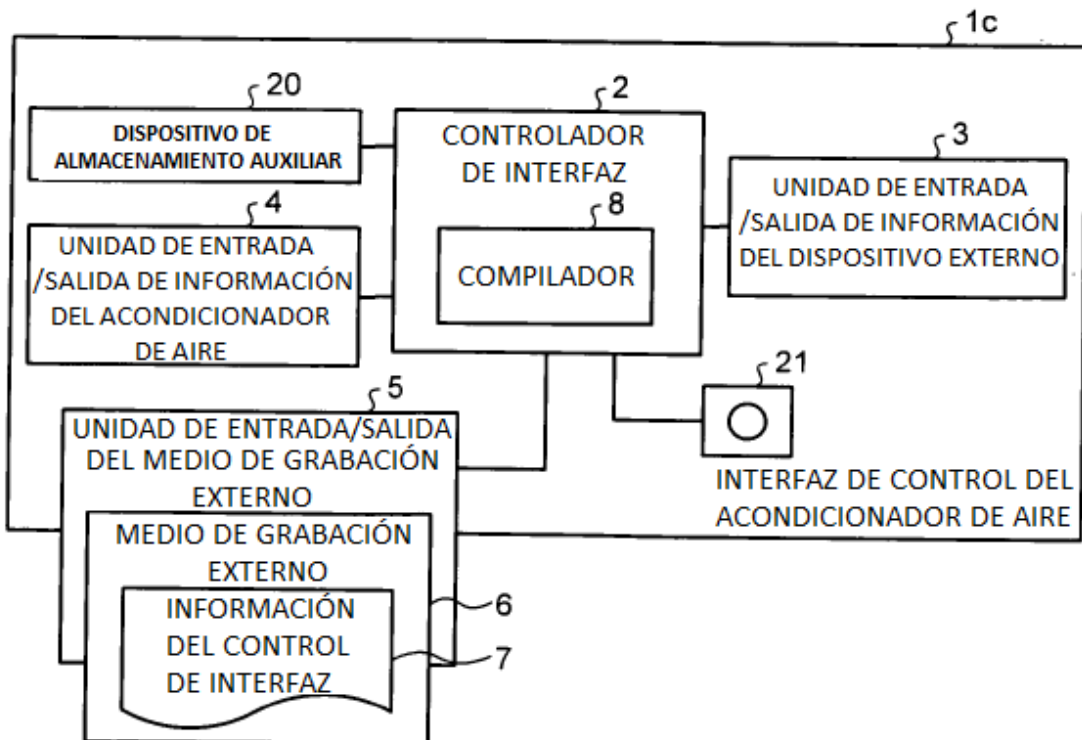 1c
20
DISPOSITIVO DE
ALMACENAMIENTO AUXILIAR
2
CONTROLADOR
DE INTERFAZ
8
COMPILADOR
3
UNIDAD DE ENTRADA
/SALIDA DE INFORMACIÓN
DEL DISPOSITIVO EXTERNO
4
UNIDAD DE ENTRADA
/SALIDA DE INFORMACIÓN
DEL ACONDICIONADOR
DE AIRE
21
INTERFAZ DE CONTROL DEL
ACONDICIONADOR DE AIRE
5
UNIDAD DE ENTRADA/SALIDA
DEL MEDIO DE GRABACIÓN
EXTERNO
MEDIO DE GRABACIÓN
EXTERNO
6
INFORMACIÓN
DEL CONTROL
DE INTERFAZ
7